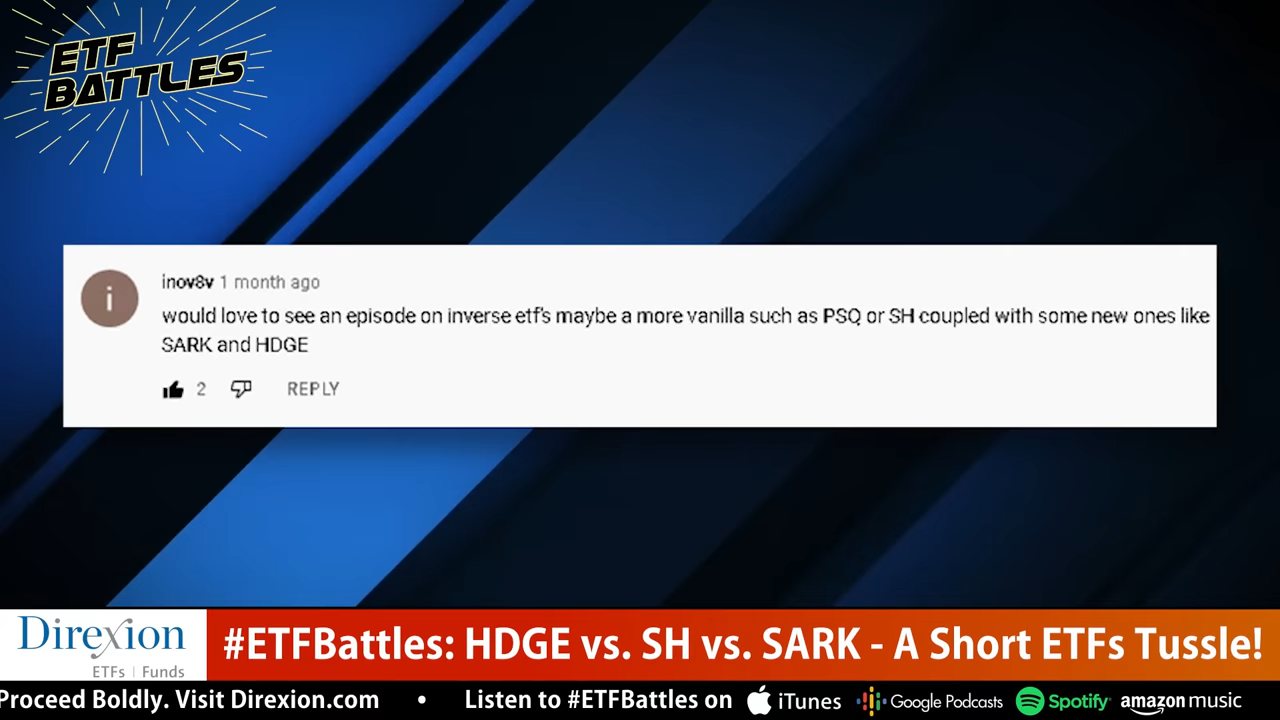 ETF
BATTLES
inov8v 1 month ago
would love to see an episode on inverse etf's maybe a more vanilla such as PSQ or SH coupled with some new ones like
SARK and HDGE
2 REPLY
Direxion
ETFs | Funds
#ETFBattles: HDGE vs. SH vs. SARK - A Short ETFs Tussle!
Proceed Boldly. Visit Direxion.com • Listen to #ETFBattles on iTunes Google Podcasts Spotify amazon music